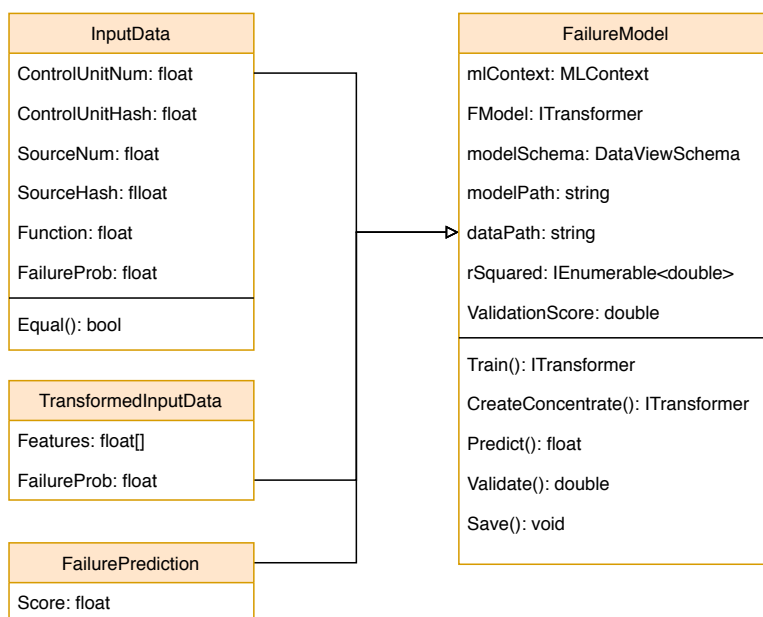 InputData
ControlUnitNum: float
ControlUnitHash: float
SourceNum: float
SourceHash: flloat
Function: float
FailureProb: float
Equal(): bool
TransformedInputData
Features: float[]
FailureProb: float
FailurePrediction
Score: float
FailureModel
mlContext: MLContext
FModel: ITransformer
modelSchema: DataViewSchema
modelPath: string
dataPath: string
rSquared: IEnumerable<double>
ValidationScore: double
Train(): ITransformer
CreateConcentrate(): ITransformer
Predict(): float
Validate(): double
Save(): void